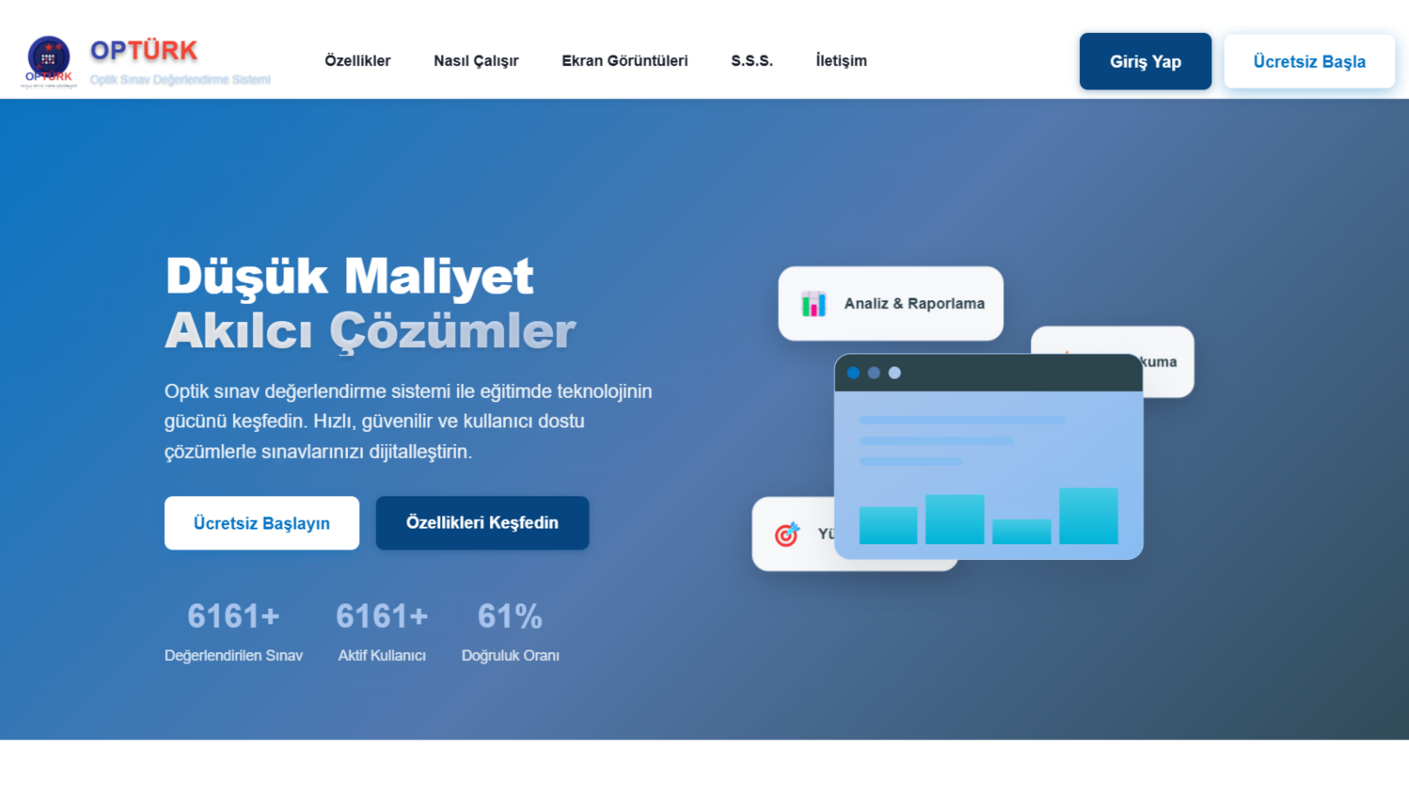 OPTÜRK
OPTÜRK
Optik Sınav Değerlendirme Sistemi
Özellikler
Nasıl Çalışır
Ekran Görüntüleri
S.S.S.
İletişim
Giriş Yap
Ücretsiz Başla
Düşük Maliyet
Akılcı Çözümler
Optik sınav değerlendirme sistemi ile eğitimde teknolojinin
gücünü keşfedin. Hızlı, güvenilir ve kullanıcı dostu
çözümlerle sınavlarınızı dijitalleştirin.
Ücretsiz Başlayın
Özellikleri Keşfedin
6161+
Değerlendirilen Sınav
6161+
Aktif Kullanıcı
61%
Doğruluk Oranı
Analiz & Raporlama
kuma
Yü